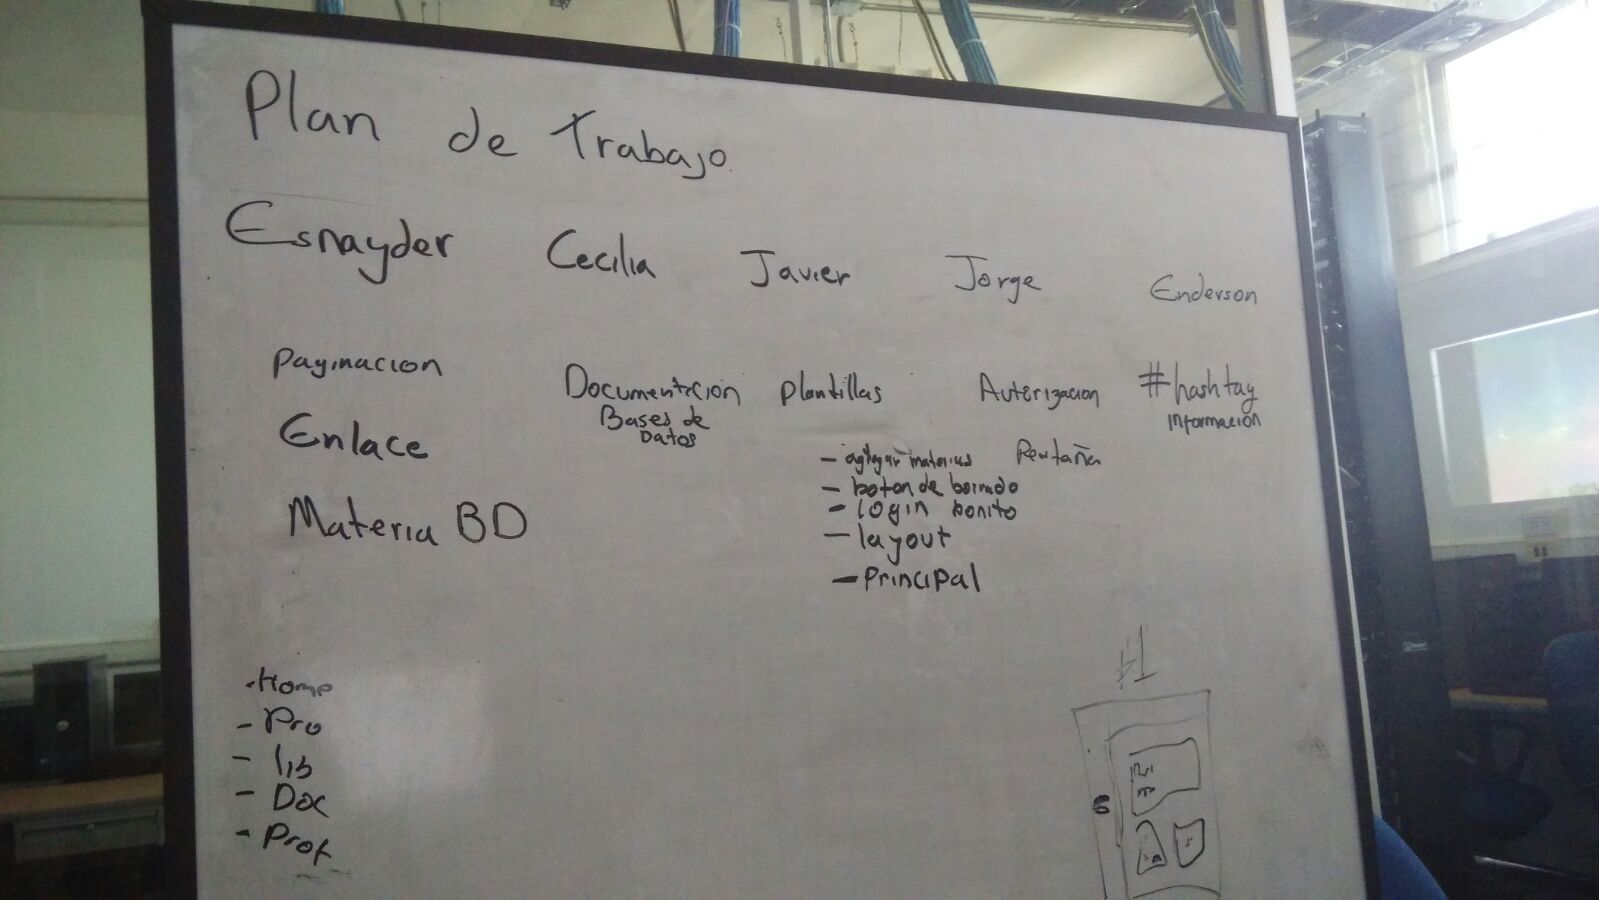 Plan de Trabajo
Esnayder Cecilia Javier Jorge Enderson
Paginacion Documentacion Plantillas Autorizacion #hashtag
Bases de Datos
informacion
Enlace
- agregar materias
- boton de borrado
- login bonito
- layout
- Principal
Materia BD
- Home
- Pro
- lib
- Doc
- Prof
#1